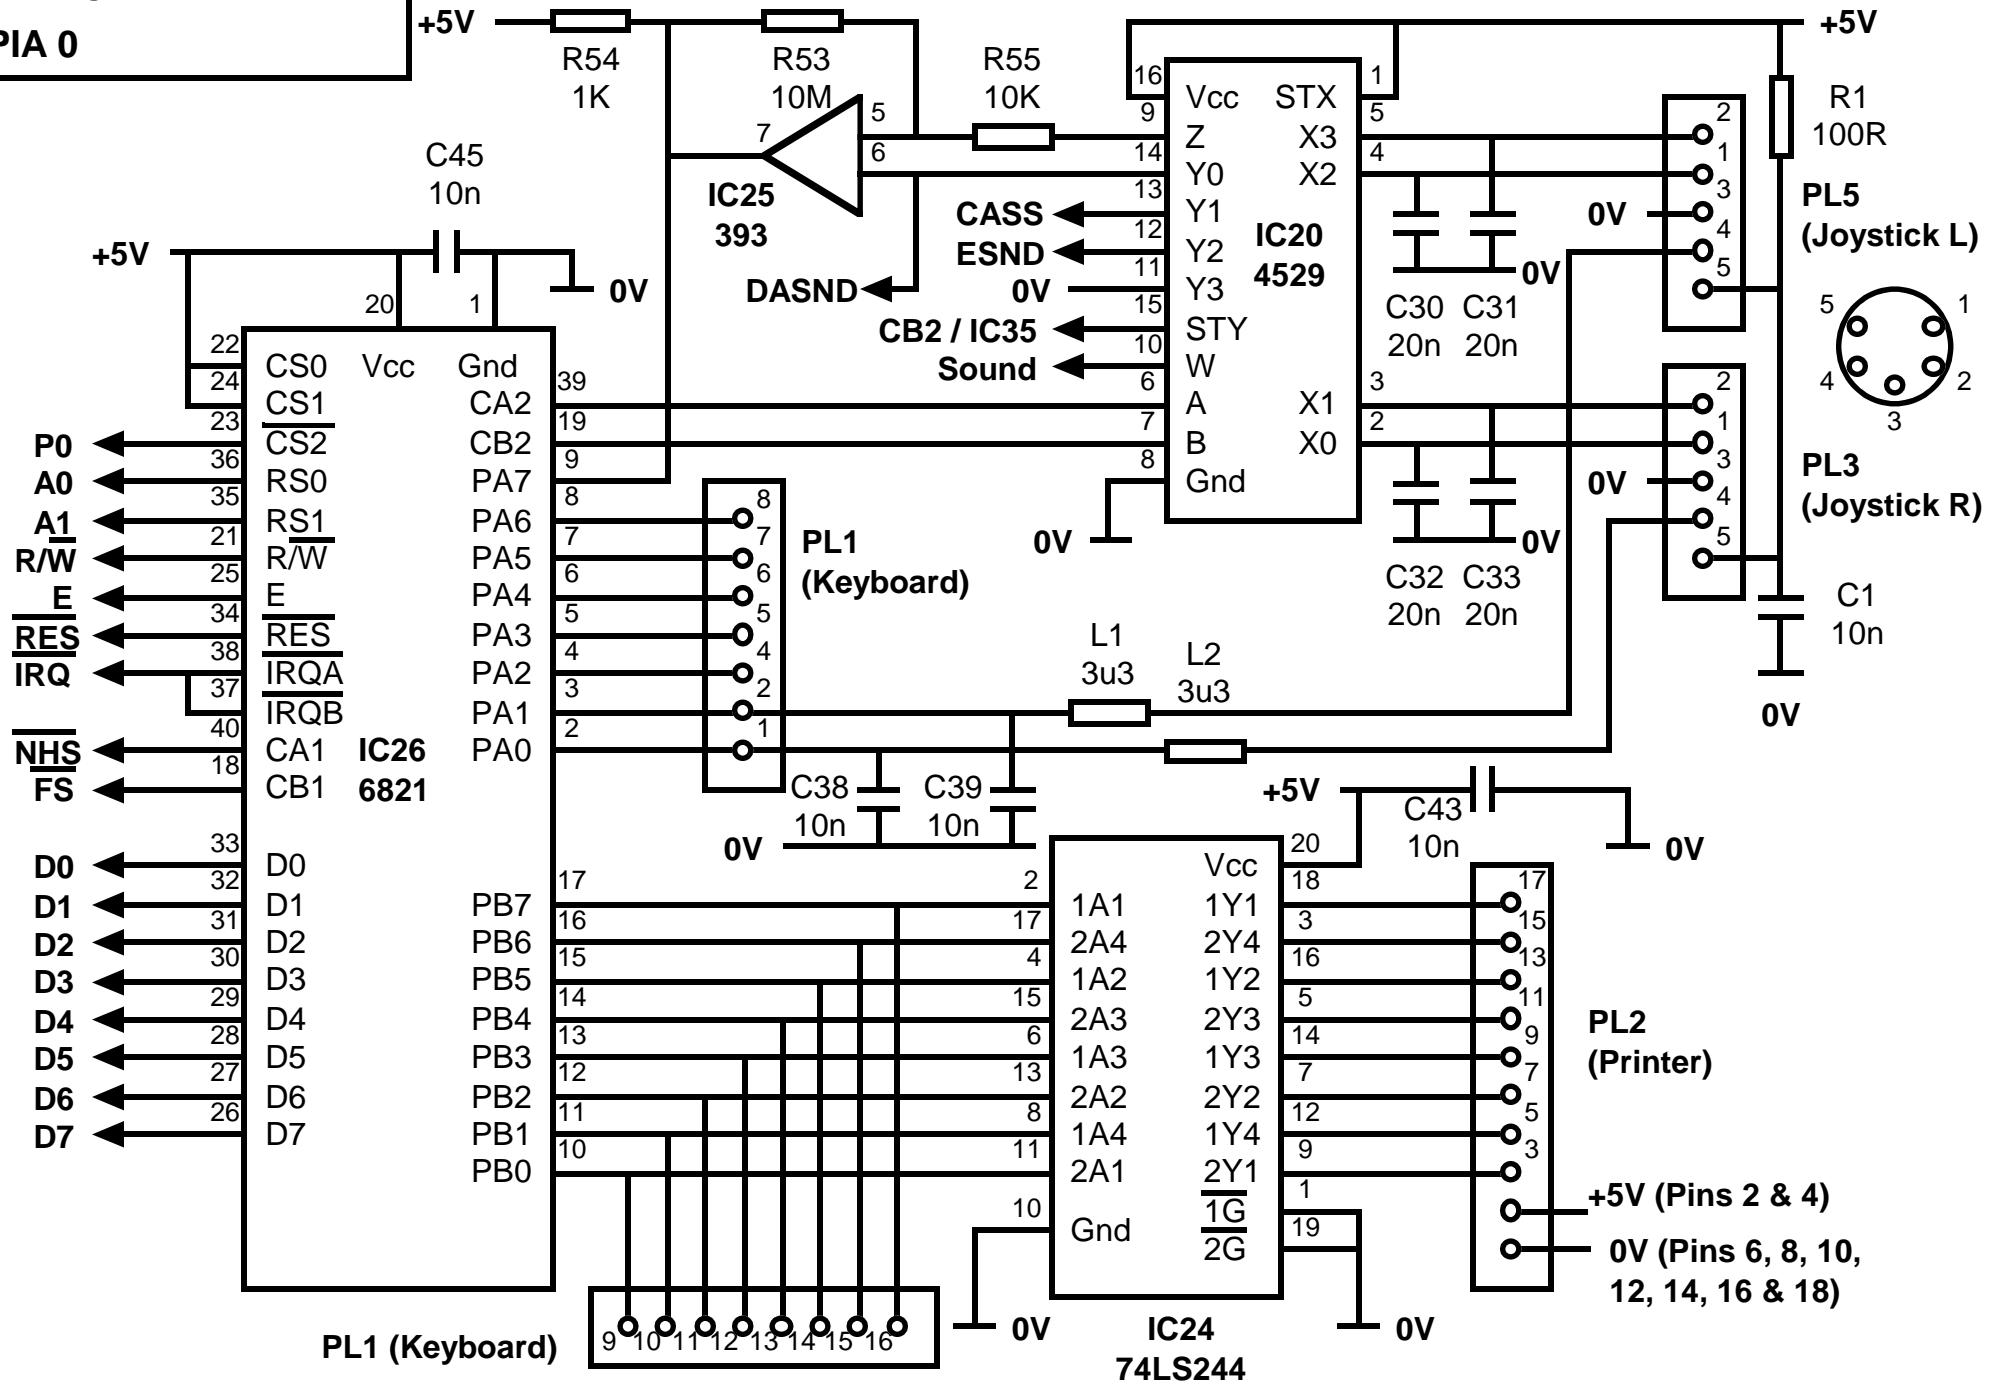 PIA 0
+5V
R54
1K
R53
10M
R55
10K
+5V
R1
100R
C45
10n
+5V
0V
20
1
7
5
6
IC25
393
DASND
CASS
ESND
0V
CB2 / IC35
Sound
16
9
14
13
12
11
15
10
6
7
8
Vcc
Z
Y0
Y1
Y2
Y3
STY
W
A
B
Gnd
IC20
4529
STX
X3
X2
X1
X0
1
5
4
3
2
0V
C30
20n
C31
20n
0V
C32
20n
C33
20n
0V
2
1
3
4
5
0V
PL5
(Joystick L)
5
1
4
2
3
2
1
3
4
5
0V
PL3
(Joystick R)
C1
10n
0V
P0
A0
A1
R/W
E
RES
IRQ
NHS
FS
D0
D1
D2
D3
D4
D5
D6
D7
22
24
23
36
35
21
25
34
38
37
40
18
33
32
31
30
29
28
27
26
CS0
CS1
CS2
RS0
RS1
R/W
E
RES
IRQA
IRQB
CA1
CB1
D0
D1
D2
D3
D4
D5
D6
D7
Vcc
Gnd
IC26
6821
CA2
CB2
PA7
PA6
PA5
PA4
PA3
PA2
PA1
PA0
PB7
PB6
PB5
PB4
PB3
PB2
PB1
PB0
39
19
9
8
7
6
5
4
3
2
17
16
15
14
13
12
11
10
8
7
6
5
4
2
1
PL1
(Keyboard)
L1
3u3
L2
3u3
C38
10n
C39
10n
0V
+5V
C43
10n
0V
2
17
4
15
6
13
8
11
10
1A1
2A4
1A2
2A3
1A3
2A2
1A4
2A1
Gnd
Vcc
1Y1
2Y4
1Y2
2Y3
1Y3
2Y2
1Y4
2Y1
1G
2G
20
18
3
16
5
14
7
12
9
1
19
17
15
13
11
9
7
5
3
PL2
(Printer)
+5V (Pins 2 & 4)
0V (Pins 6, 8, 10,
12, 14, 16 & 18)
PL1 (Keyboard)
9 10 11 12 13 14 15 16
0V
IC24
74LS244
0V